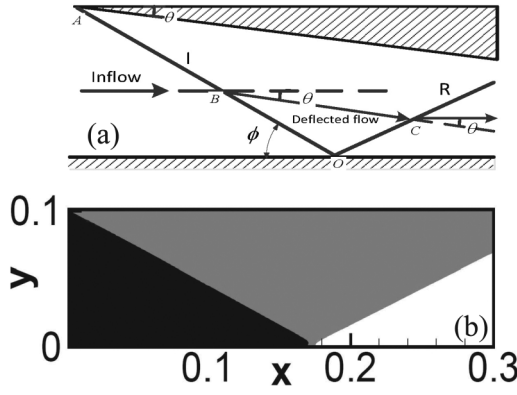 A
θ
I
R
Inflow
B
θ
Deflected flow
C
θ
(a)
ϕ
O
0.1
y
(b)
0
0.1
x
0.2
0.3